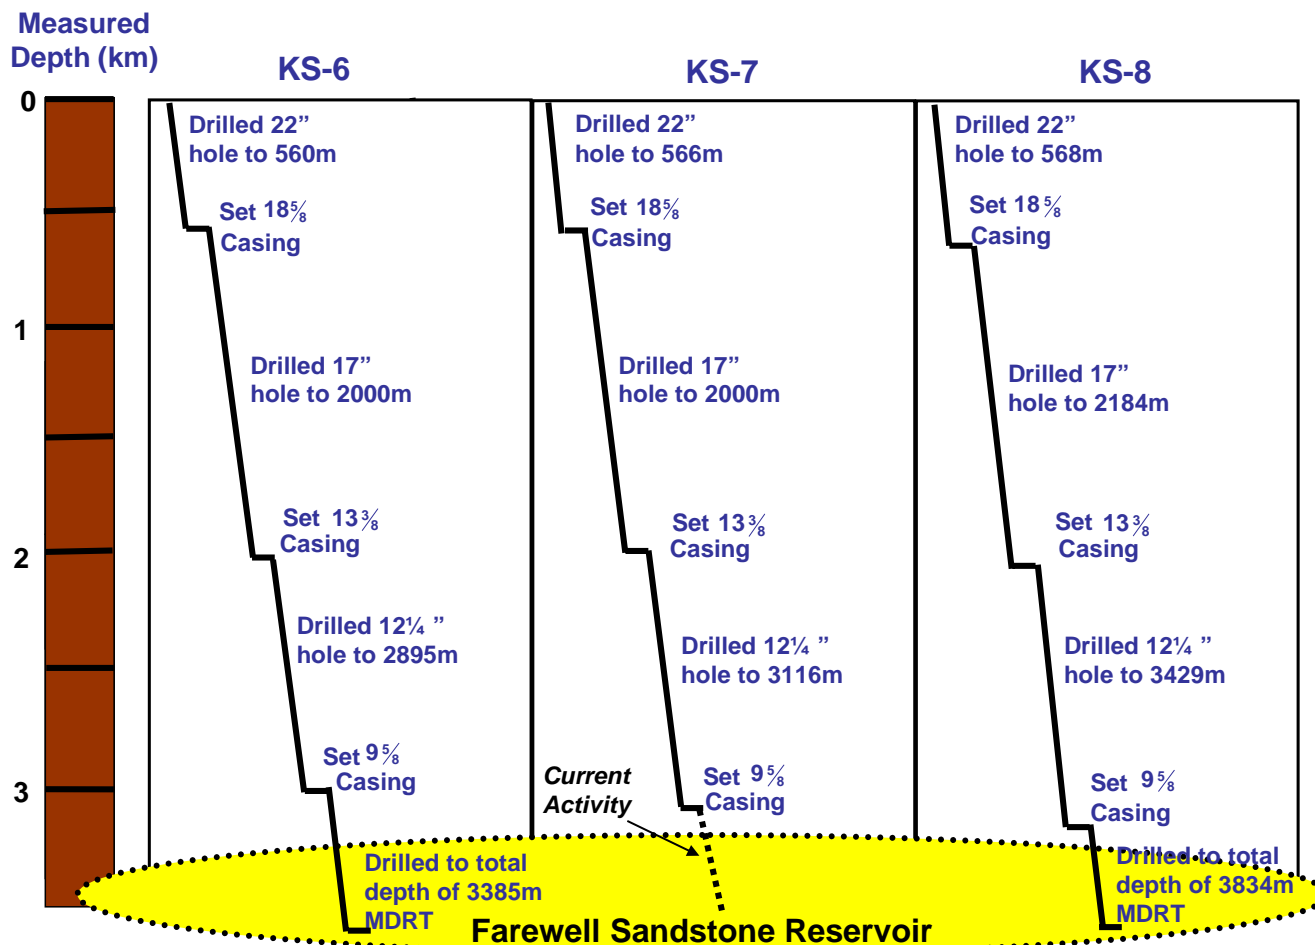 Measured
Depth (km)
KS-6
KS-7
KS-8
0
1
2
3
Drilled 22”
hole to 560m
Set 18⅝
Casing
Drilled 17”
hole to 2000m
Set 13⅜
Casing
Drilled 12¼ ”
hole to 2895m
Set 9⅝
Casing
Drilled to total
depth of 3385m
MDRT
Drilled 22”
hole to 566m
Set 18⅝
Casing
Drilled 17”
hole to 2000m
Set 13⅜
Casing
Drilled 12¼ ”
hole to 3116m
Set 9⅝
Casing
Current
Activity
Drilled 22”
hole to 568m
Set 18⅝
Casing
Drilled 17”
hole to 2184m
Set 13⅜
Casing
Drilled 12¼ ”
hole to 3429m
Set 9⅝
Casing
Drilled to total
depth of 3834m
MDRT
Farewell Sandstone Reservoir